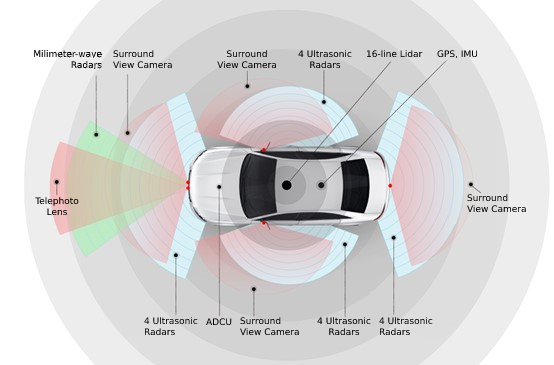 Milimeter-wave
Radars
Surround
View Camera
Surround
View Camera
4 Ultrasonic
Radars
16-line Lidar
GPS, IMU
Telephoto
Lens
Surround
View Camera
4 Ultrasonic
Radars
ADCU
Surround
View Camera
4 Ultrasonic
Radars
4 Ultrasonic
Radars